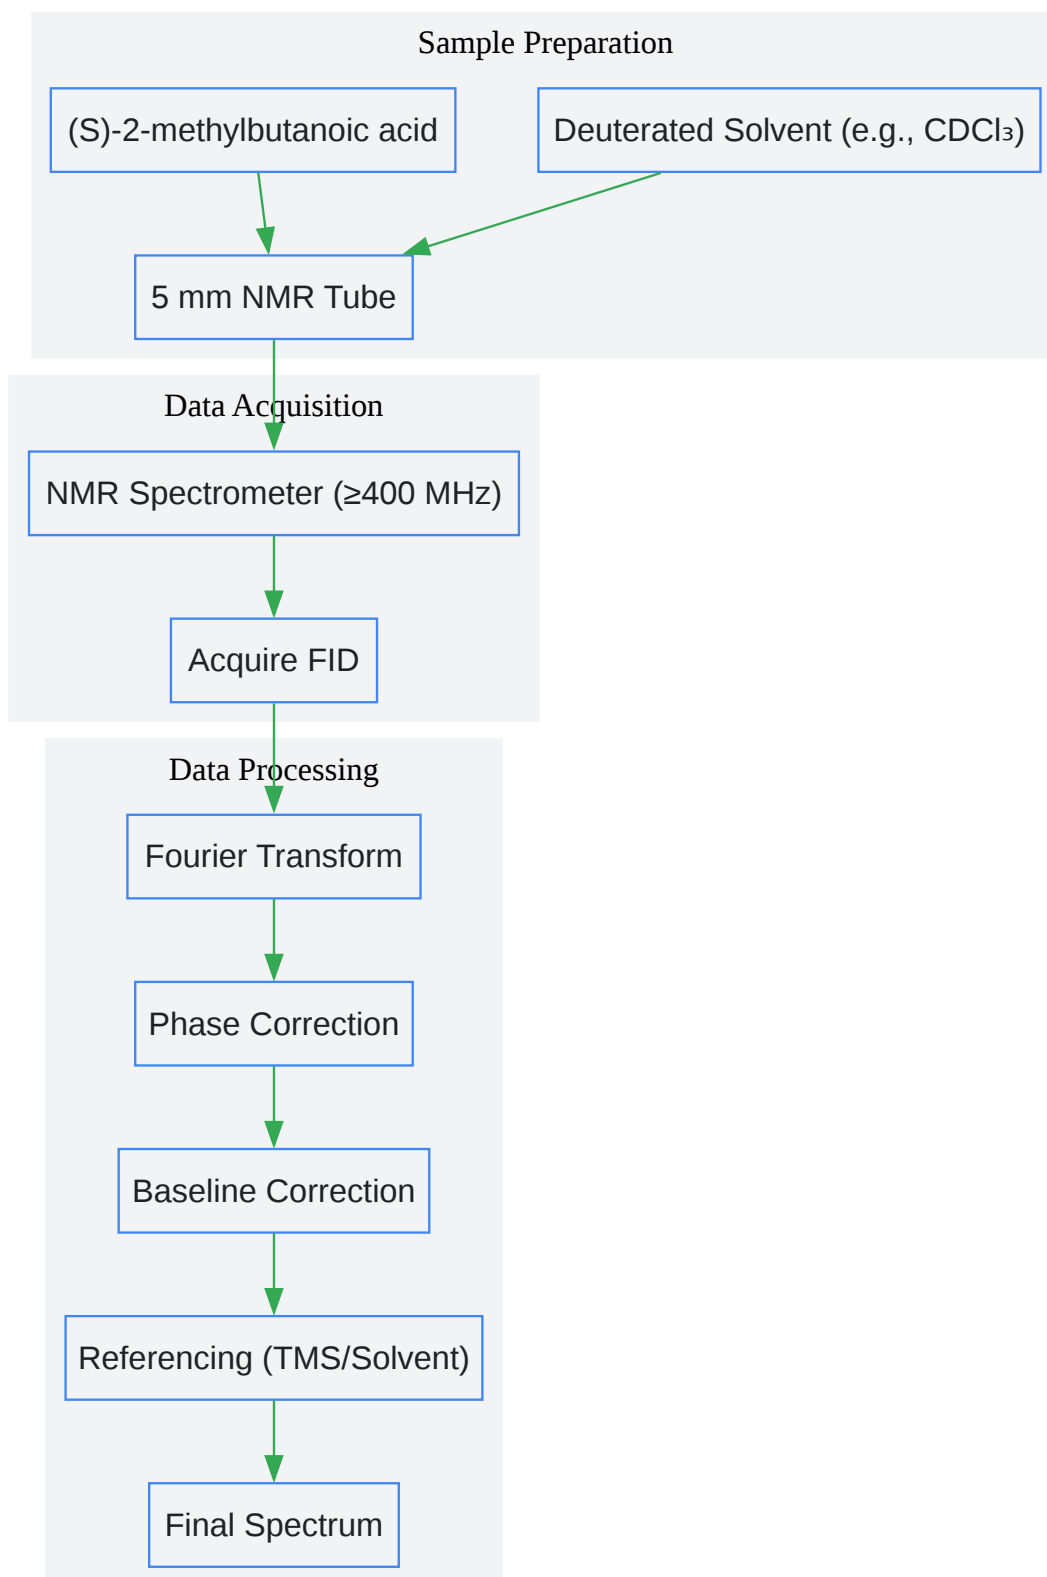 Sample Preparation
(S)-2-methylbutanoic acid
Deuterated Solvent (e.g., CDCl₃)
5 mm NMR Tube
Data Acquisition
NMR Spectrometer (≥400 MHz)
Acquire FID
Data Processing
Fourier Transform
Phase Correction
Baseline Correction
Referencing (TMS/Solvent)
Final Spectrum